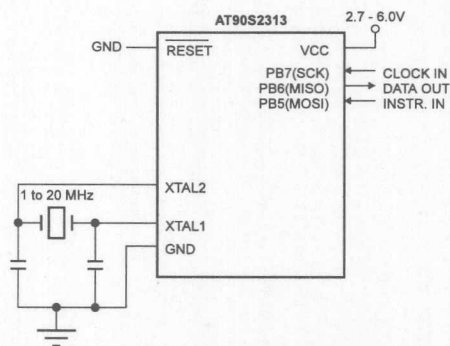 AT90S2313
2.7 - 6.0V
GND
RESET
VCC
PB7(SCK)
CLOCK IN
PB6(MISO)
DATA OUT
PB5(MOSI)
INSTR. IN
XTAL2
1 to 20 MHz
XTAL1
GND